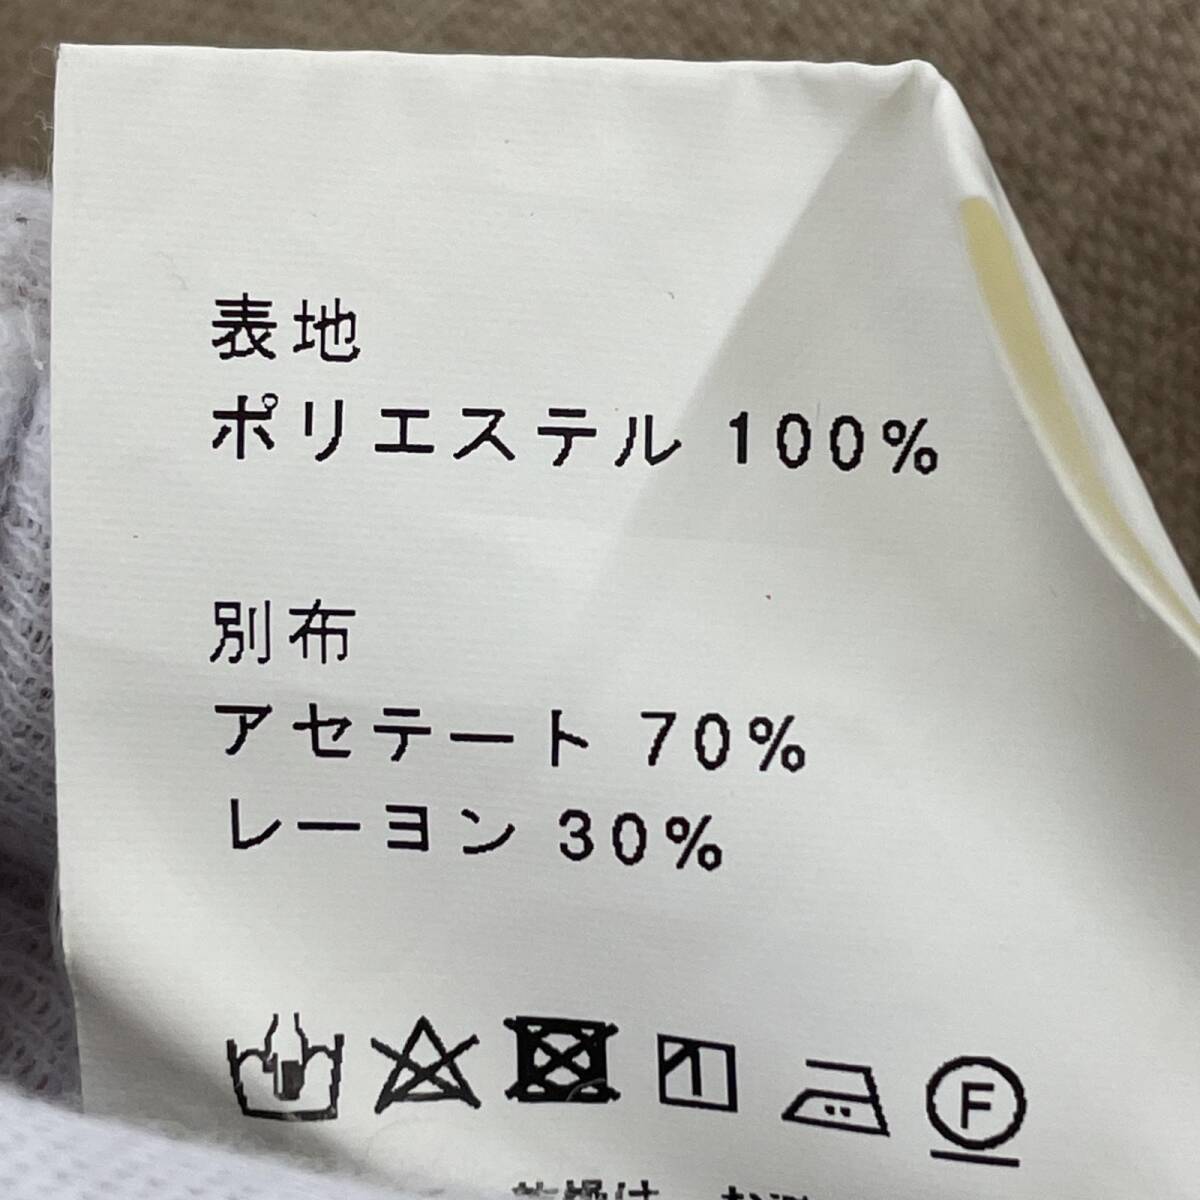 表地
ポリエステル 100%
別布
アセテート 70%
レーヨン 30%
F